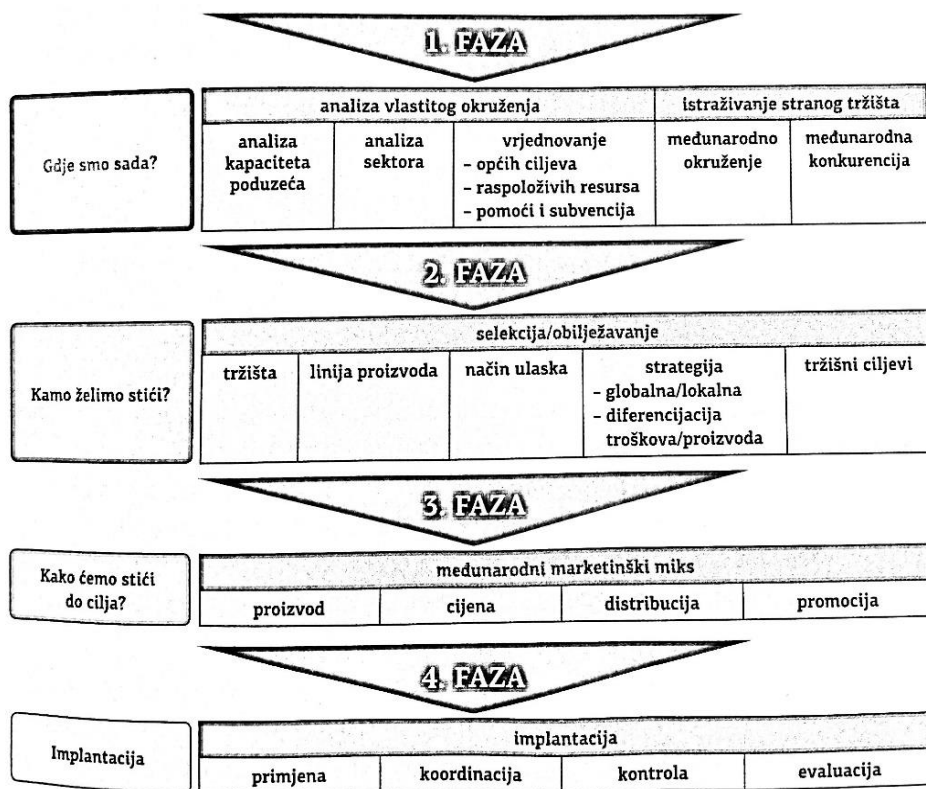 1. FAZA
Gdje smo sada?
analiza vlastitog okruženja
istraživanje stranog tržišta
analiza
kapaciteta
poduzeća
analiza
sektora
vrjednovanje
– općih ciljeva
– raspoloživih resursa
– pomoći i subvencija
međunarodno
okruženje
međunarodna
konkurencija
2. FAZA
Kamo želimo stići?
selekcija/obilježavanje
tržišta
linija proizvoda
način ulaska
strategija
– globalna/lokalna
– diferencijacija
troškova/proizvoda
tržišni ciljevi
3. FAZA
Kako ćemo stići
do cilja?
međunarodni marketinški miks
proizvod
cijena
distribucija
promocija
4. FAZA
Implantacija
implantacija
primjena
koordinacija
kontrola
evaluacija